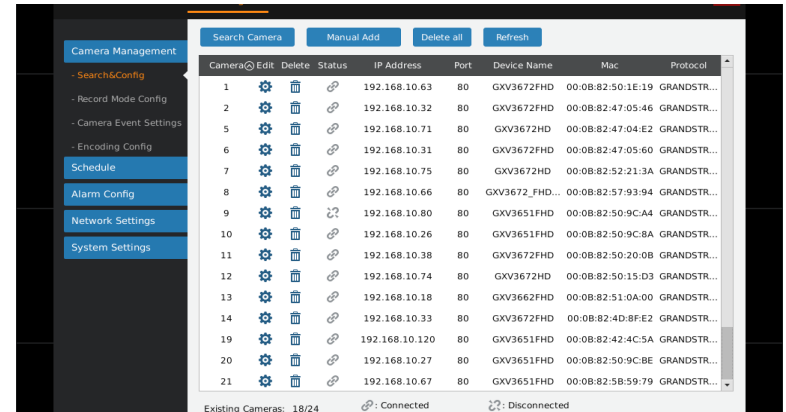 Search Camera Manual Add Delete all Refresh
Camera Management
- Search&Config
- Record Mode Config
- Camera Event Settings
- Encoding Config
Schedule
Alarm Config
Network Settings
System Settings
Camera Edit Delete Status IP Address Port Device Name Mac Protocol
1 192.168.10.63 80 GXV3672FHD 00:0B:82:50:1E:19 GRANDSTR...
2 192.168.10.32 80 GXV3672FHD 00:0B:82:47:05:46 GRANDSTR...
5 192.168.10.71 80 GXV3672HD 00:0B:82:47:04:E2 GRANDSTR...
6 192.168.10.31 80 GXV3672FHD 00:0B:82:47:05:60 GRANDSTR...
7 192.168.10.75 80 GXV3672HD 00:0B:82:52:21:3A GRANDSTR...
8 192.168.10.66 80 GXV3672_FHD... 00:0B:82:57:93:94 GRANDSTR...
9 192.168.10.80 80 GXV3651FHD 00:0B:82:50:9C:A4 GRANDSTR...
10 192.168.10.26 80 GXV3651FHD 00:0B:82:50:9C:8A GRANDSTR...
11 192.168.10.38 80 GXV3672FHD 00:0B:82:50:20:0B GRANDSTR...
12 192.168.10.74 80 GXV3672HD 00:0B:82:50:15:D3 GRANDSTR...
13 192.168.10.18 80 GXV3662FHD 00:0B:82:51:0A:00 GRANDSTR...
14 192.168.10.33 80 GXV3672FHD 00:0B:82:4D:8F:E2 GRANDSTR...
19 192.168.10.120 80 GXV3651FHD 00:0B:82:42:4C:5A GRANDSTR...
20 192.168.10.27 80 GXV3651FHD 00:0B:82:50:9C:BE GRANDSTR...
21 192.168.10.67 80 GXV3651FHD 00:0B:82:5B:59:79 GRANDSTR...
Existing Cameras: 18/24 : Connected : Disconnected